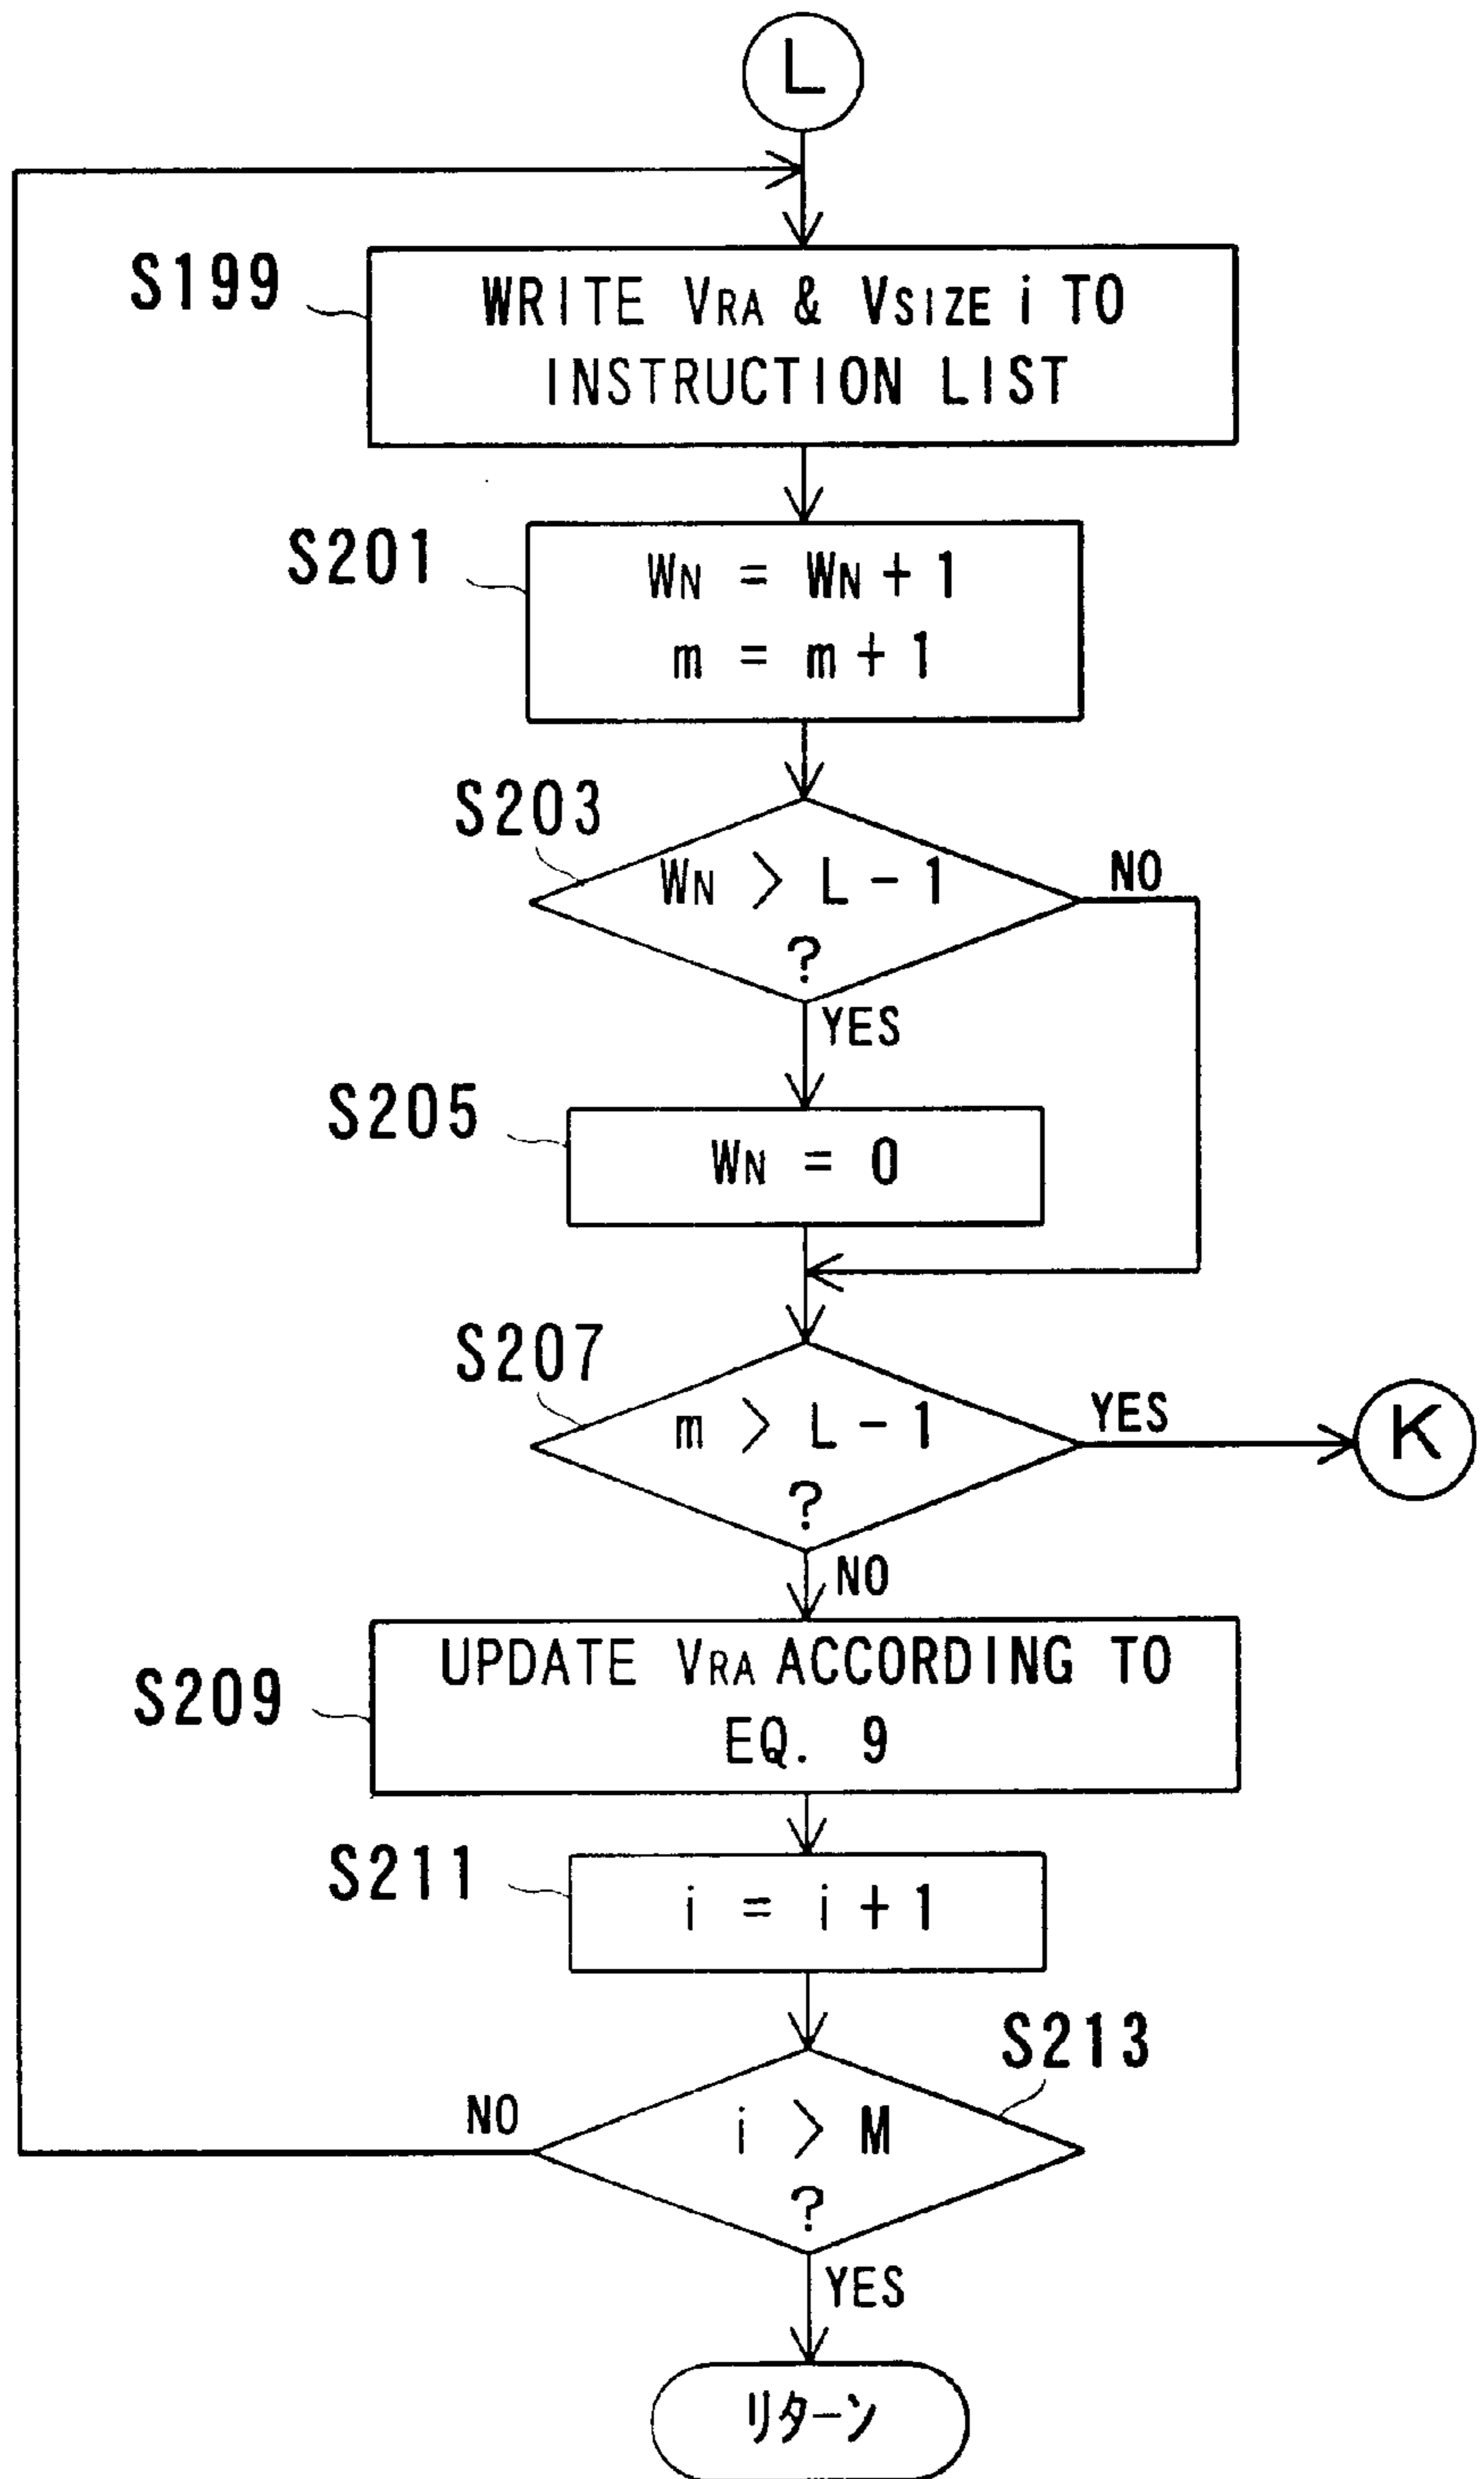 L
S199
WRITE VRA & VSIZE i TO
INSTRUCTION LIST
S201
WN = WN + 1
m = m + 1
S203
WN > L - 1
?
NO
YES
S205
WN = 0
S207
m > L - 1
?
YES
K
NO
S209
UPDATE VRA ACCORDING TO
EQ. 9
S211
i = i + 1
S213
i > M
?
NO
YES
リターン